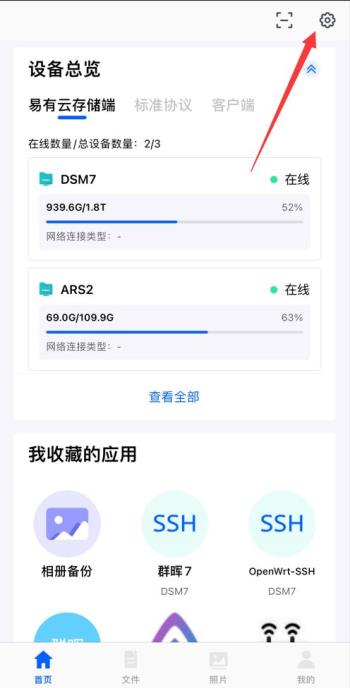 设备总览
易有云存储端 标准协议 客户端
在线数量/总设备数量：2/3
DSM7 在线
939.6G/1.8T 52%
网络连接类型：-
ARS2 在线
69.0G/109.9G 63%
网络连接类型：-
查看全部
我收藏的应用
SSH SSH
相册备份 群晖7 OpenWrt-SSH
DSM7 DSM7
首页 文件 照片 我的